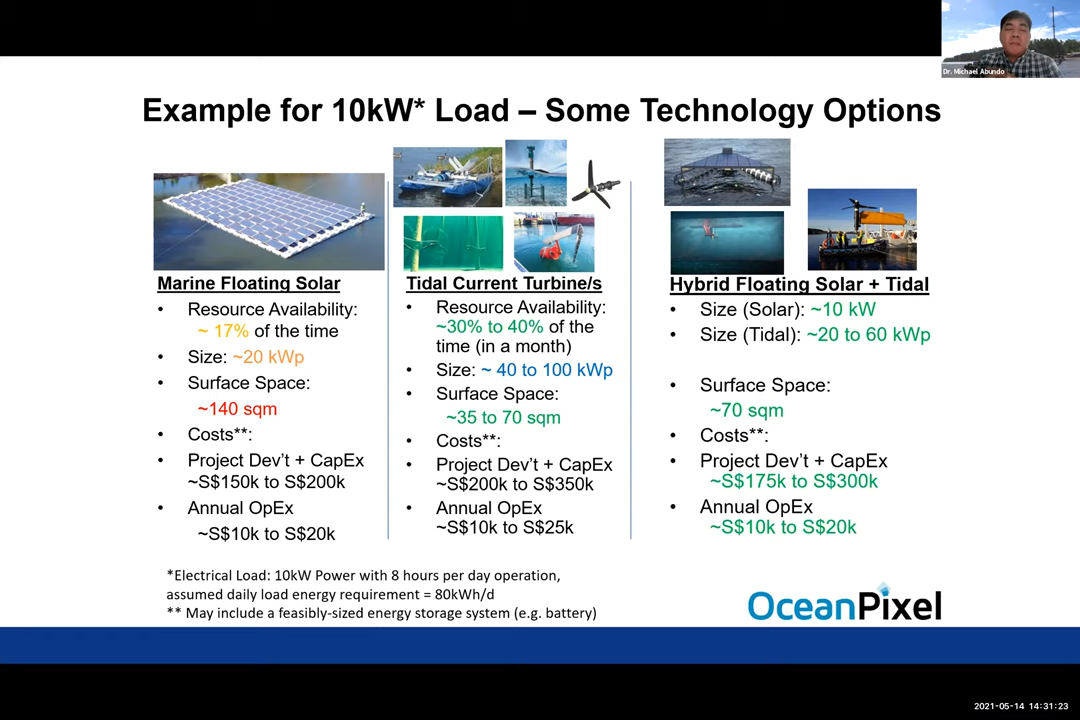 Dr. Michael Abundo
Example for 10kW* Load – Some Technology Options
Marine Floating Solar
• Resource Availability:
~ 17% of the time
• Size: ~20 kWp
• Surface Space:
~140 sqm
• Costs**:
• Project Dev’t + CapEx
~S$150k to S$200k
• Annual OpEx
~S$10k to S$20k
Tidal Current Turbine/s
• Resource Availability:
~30% to 40% of the
time (in a month)
• Size: ~ 40 to 100 kWp
• Surface Space:
~35 to 70 sqm
• Costs**:
• Project Dev’t + CapEx
~S$200k to S$350k
• Annual OpEx
~S$10k to S$25k
Hybrid Floating Solar + Tidal
• Size (Solar): ~10 kW
• Size (Tidal): ~20 to 60 kWp
• Surface Space:
~70 sqm
• Costs**:
• Project Dev’t + CapEx
~S$175k to S$300k
• Annual OpEx
~S$10k to S$20k
*Electrical Load: 10kW Power with 8 hours per day operation,
assumed daily load energy requirement = 80kWh/d
** May include a feasibly-sized energy storage system (e.g. battery)
OceanPixel
2021-05-14 14:31:23